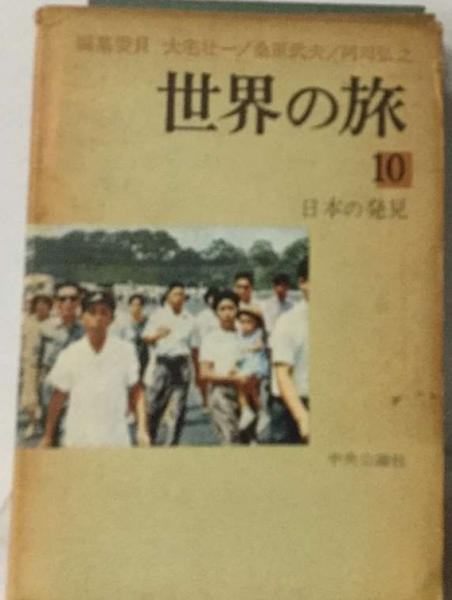 編集委員 大宅壮一/桑原武夫/阿川弘之
世界の旅
10
日本の発見
中央公論社